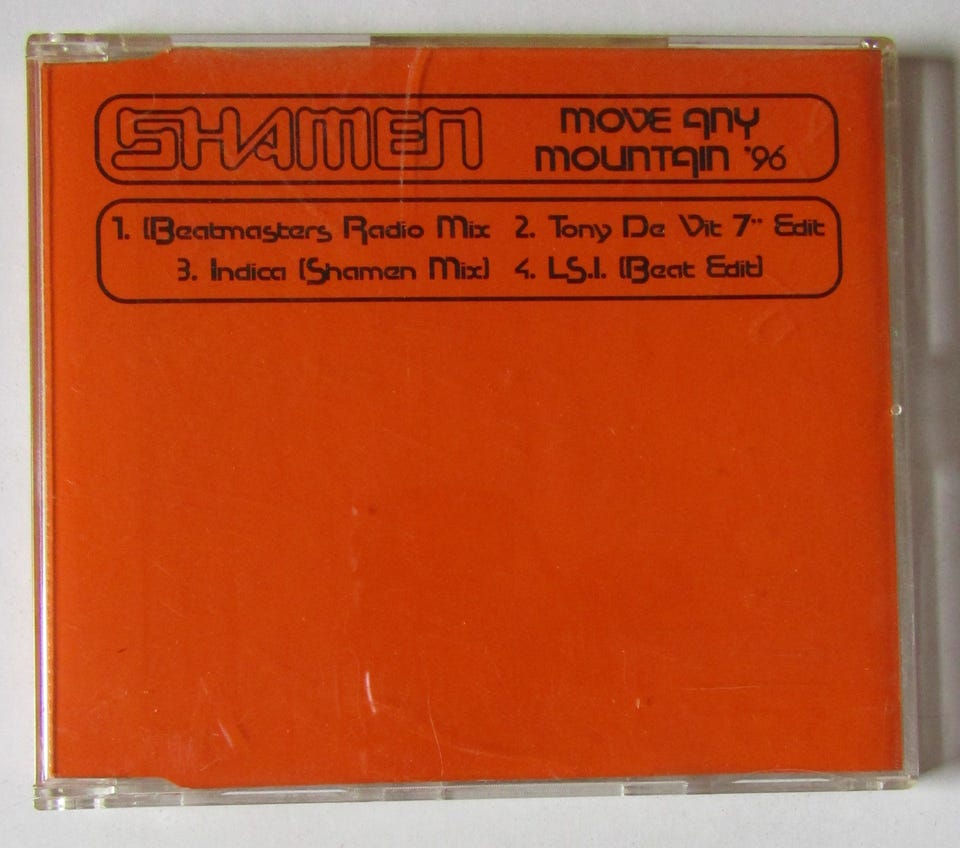 SHAMEN
MOVE ANY
MOUNTAIN '96
1. (Beatmasters Radio Mix 2. Tony De Vit 7" Edit
3. Indica (Shamen Mix) 4. L.S.I. (Beat Edit)